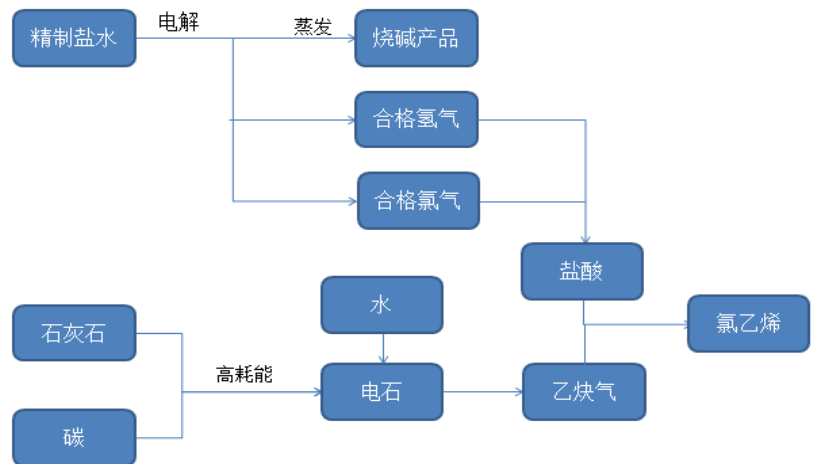 精制盐水
电解
蒸发
烧碱产品
合格氢气
合格氯气
盐酸
水
氯乙烯
石灰石
高耗能
电石
乙炔气
碳